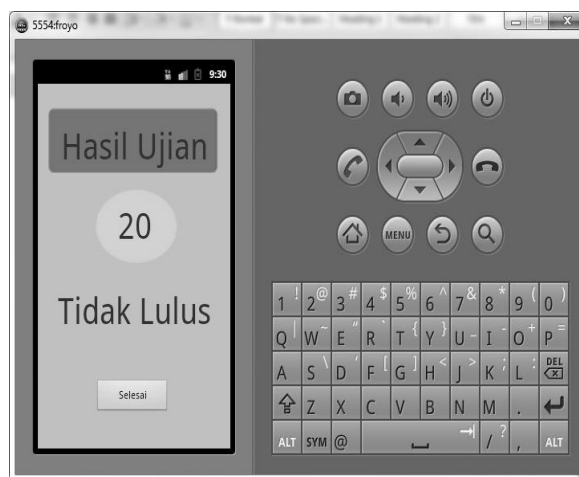 5554:froyo
9:30
Hasil Ujian
20
Tidak Lulus
Selesai
MENU
1 ! 2 @ 3 # 4 $ 5 % 6 ^ 7 & 8 * 9 ( 0 )
Q | W ~ E " R ` T { Y } U _ I - O + P =
A S \ D ' F [ G ] H < J > K ; L : DEL
Z X C V B N M .
ALT SYM @ / ? , ALT